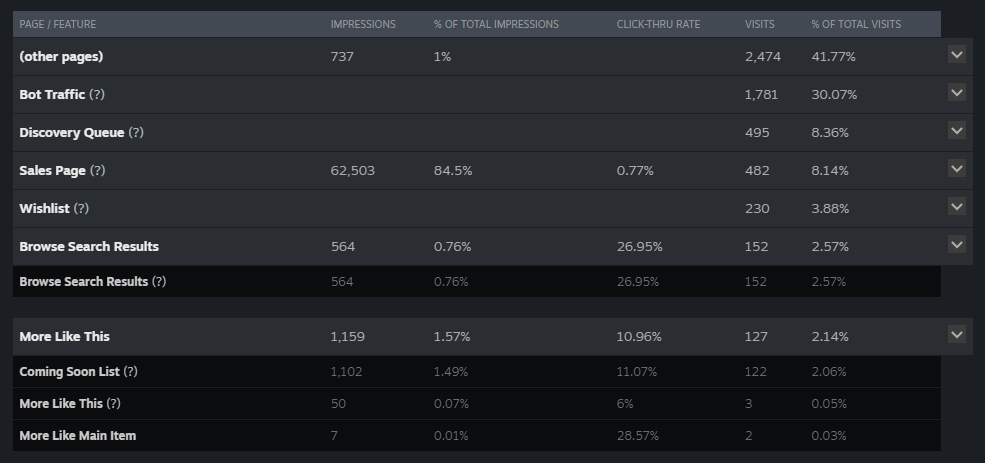 PAGE / FEATURE IMPRESSIONS % OF TOTAL IMPRESSIONS CLICK-THRU RATE VISITS % OF TOTAL VISITS
(other pages) 737 1% 2,474 41.77%
Bot Traffic (?) 1,781 30.07%
Discovery Queue (?) 495 8.36%
Sales Page (?) 62,503 84.5% 0.77% 482 8.14%
Wishlist (?) 230 3.88%
Browse Search Results 564 0.76% 26.95% 152 2.57%
Browse Search Results (?) 564 0.76% 26.95% 152 2.57%
More Like This 1,159 1.57% 10.96% 127 2.14%
Coming Soon List (?) 1,102 1.49% 11.07% 122 2.06%
More Like This (?) 50 0.07% 6% 3 0.05%
More Like Main Item 7 0.01% 28.57% 2 0.03%